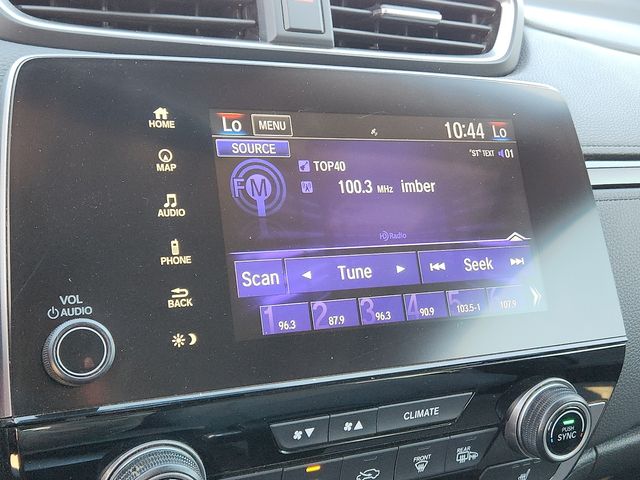 Lo MENU 10:44 Lo
SOURCE "ST" TEXT 01
FM TOP40
100.3 MHz imber
HD Radio
Scan Tune Seek
1 96.3 2 87.9 3 96.3 4 90.9 5 103.5-1 6 107.9
HOME
MAP
AUDIO
PHONE
BACK
VOL
AUDIO
CLIMATE
FRONT
REAR
PUSH
SYNC